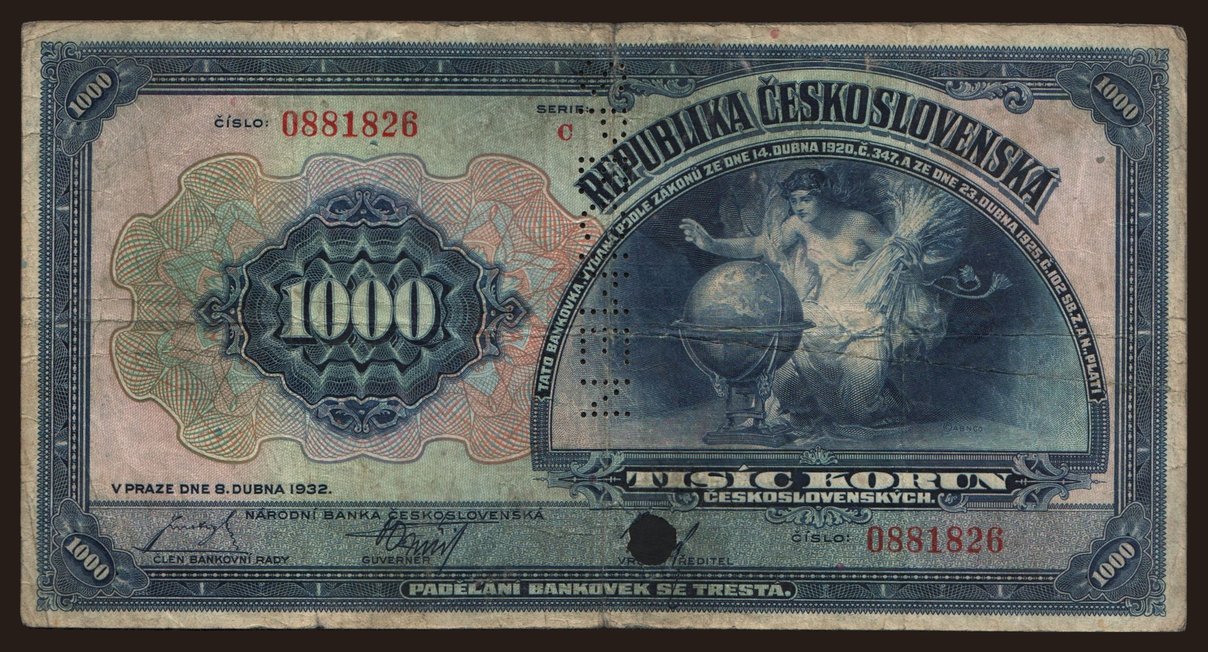 1000
1000
ČÍSLO: 0881826
SERIE: C
REPUBLIKA ČESKOSLOVENSKÁ
TATO BANKOVKA, VYDANÁ PODLE ZÁKONŮ ZE DNE 14. DUBNA 1920, Č. 347, A ZE DNE 23. DUBNA 1925, Č. 102 SB. Z. A N., PLATÍ
1000
©ABNCO
TISÍC KORUN
ČESKOSLOVENSKÝCH.
V PRAZE DNE 8. DUBNA 1932.
NÁRODNÍ BANKA ČESKOSLOVENSKÁ
ČÍSLO: 0881826
ČLEN BANKOVNÍ RADY
GUVERNÉR
1000
1000
PADĚLÁNÍ BANKOVEK SE TRESTÁ.